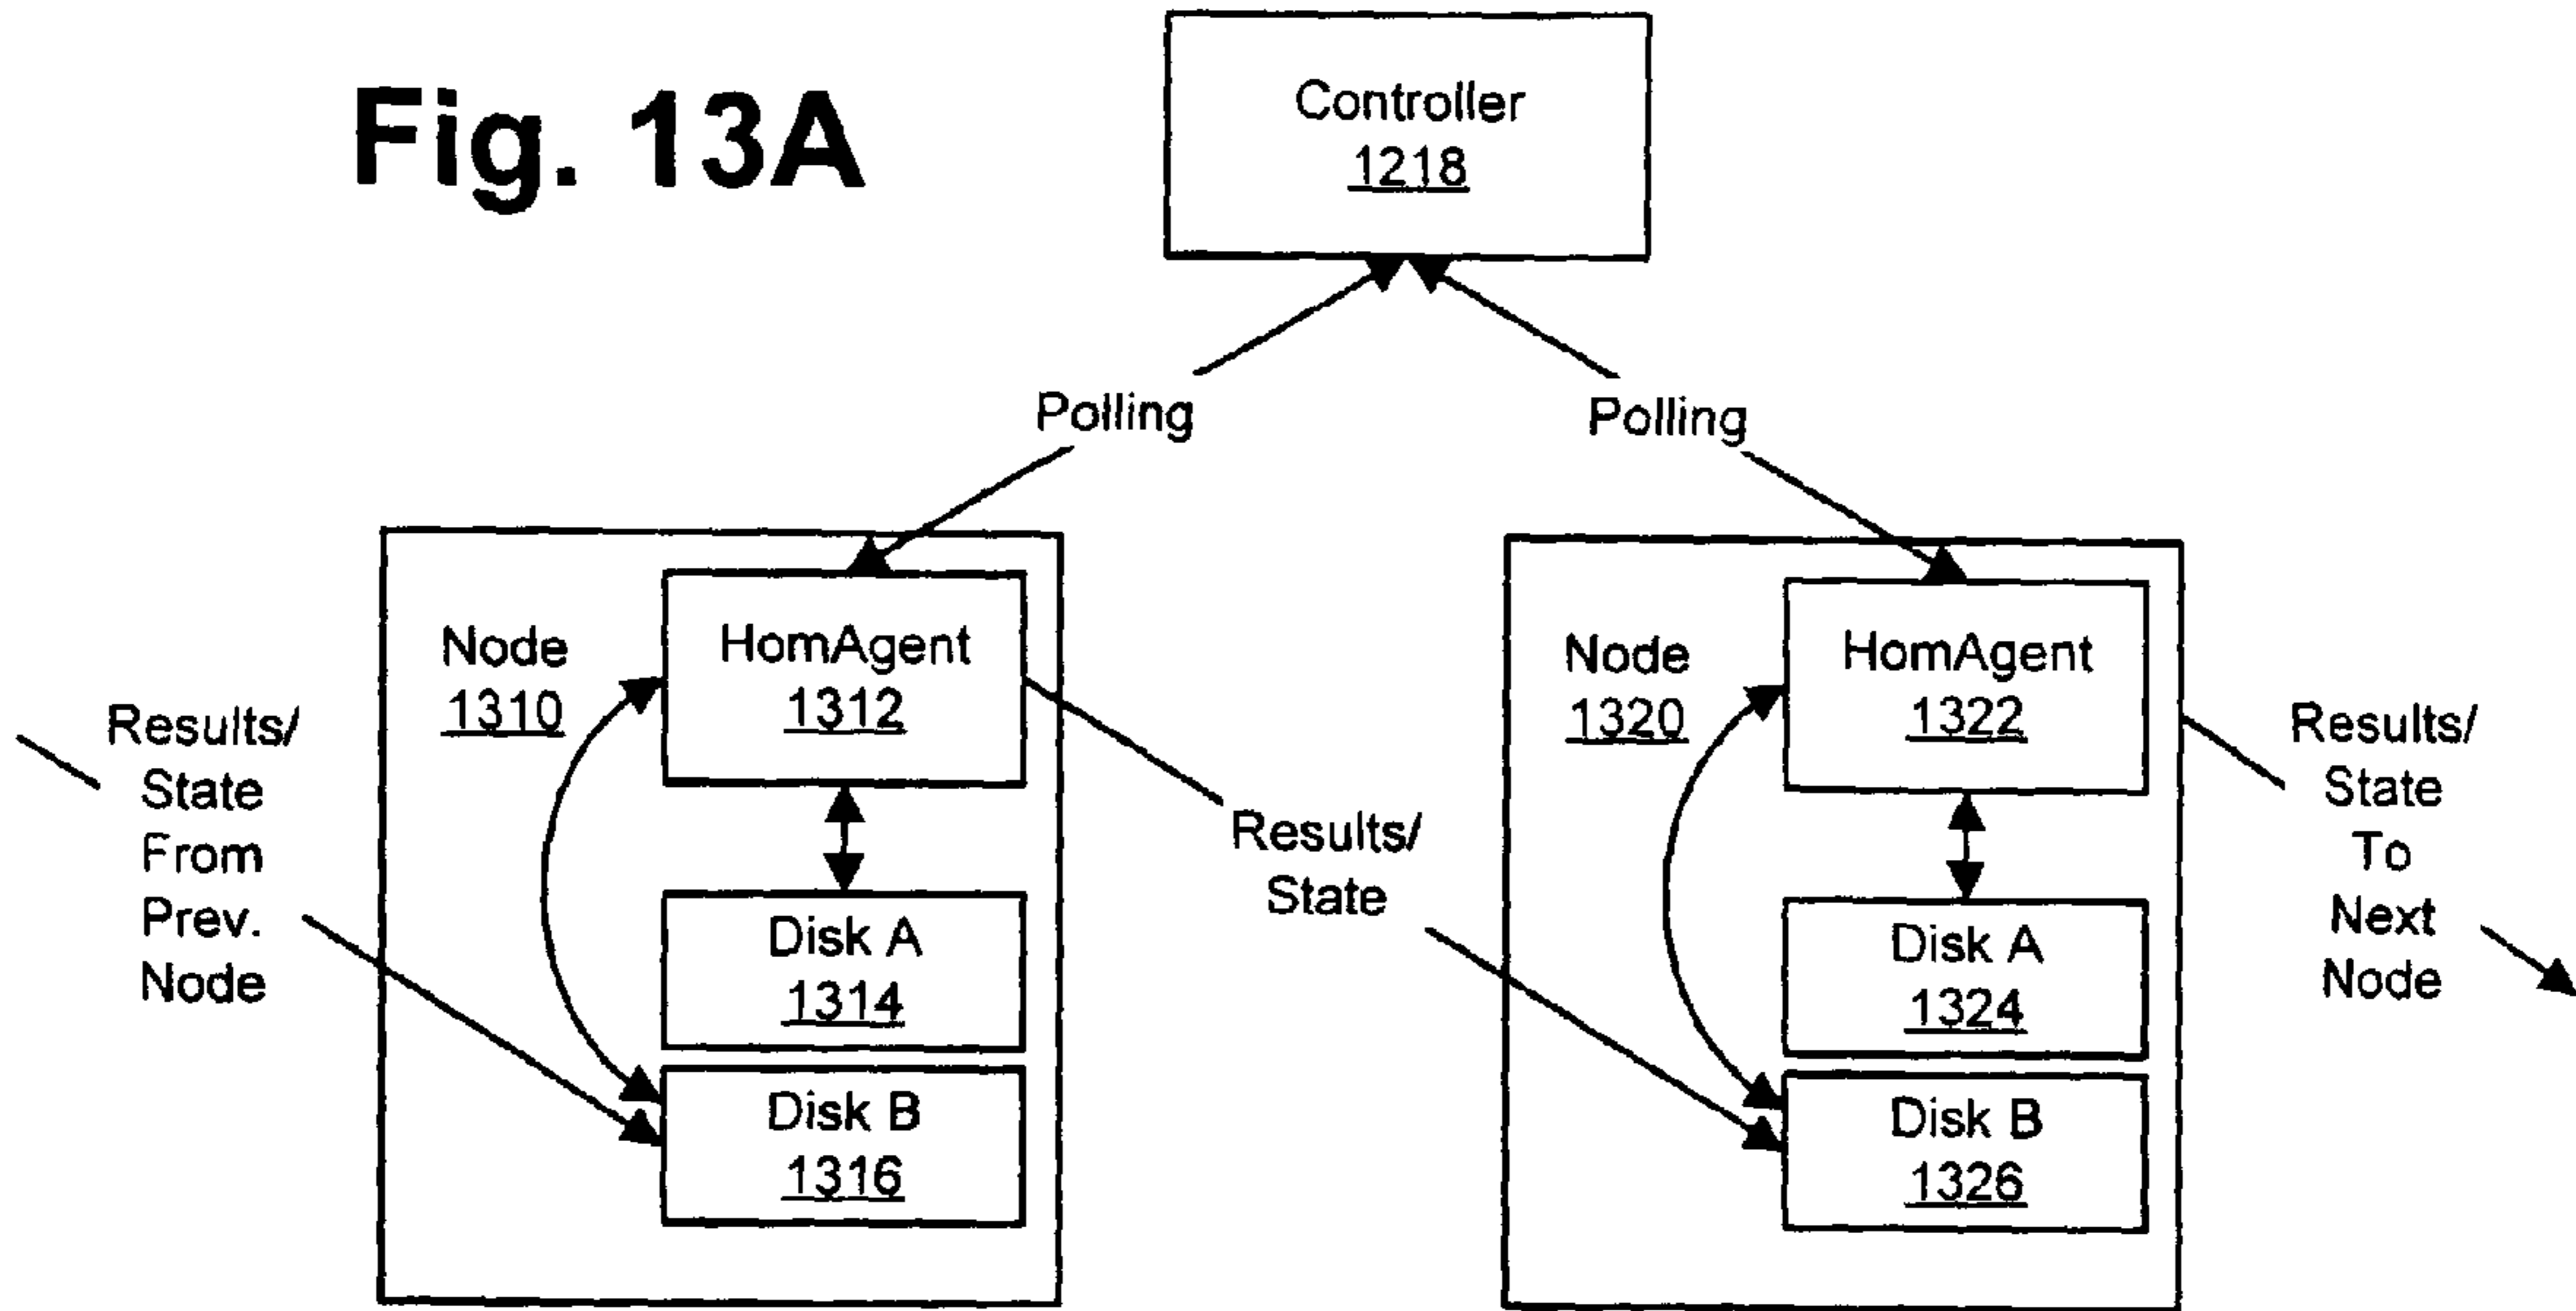 Fig. 13A
Controller
1218
Polling
Polling
Node
1310
HomAgent
1312
Disk A
1314
Disk B
1316
Results/
State
From
Prev.
Node
Results/
State
Node
1320
HomAgent
1322
Disk A
1324
Disk B
1326
Results/
State
To
Next
Node